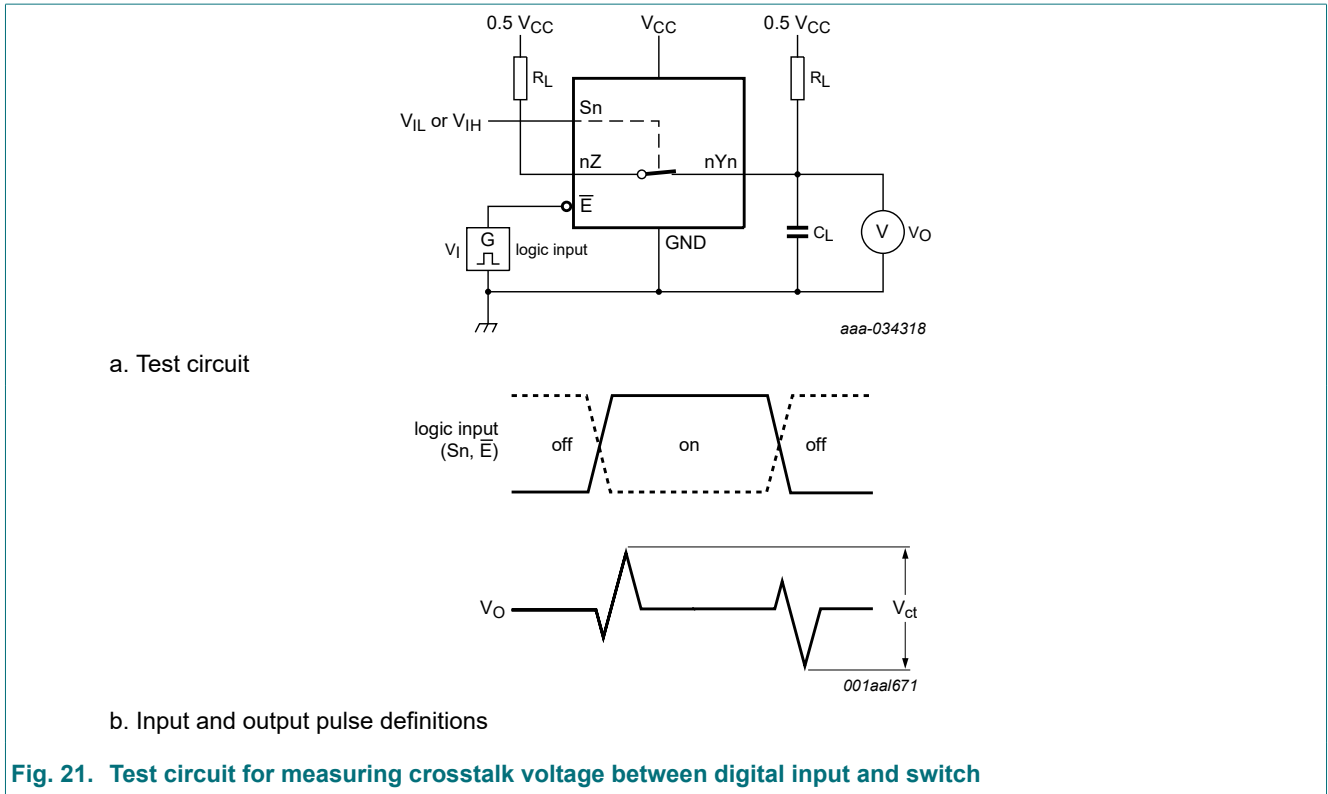 0.5 VCC VCC 0.5 VCC
RL RL
Sn
VIL or VIH
nZ nYn
E̅
VI G logic input
GND
CL V VO
aaa-034318
a. Test circuit
logic input
(Sn, E̅)
off on off
VO
Vct
001aal671
b. Input and output pulse definitions
Fig. 21. Test circuit for measuring crosstalk voltage between digital input and switch